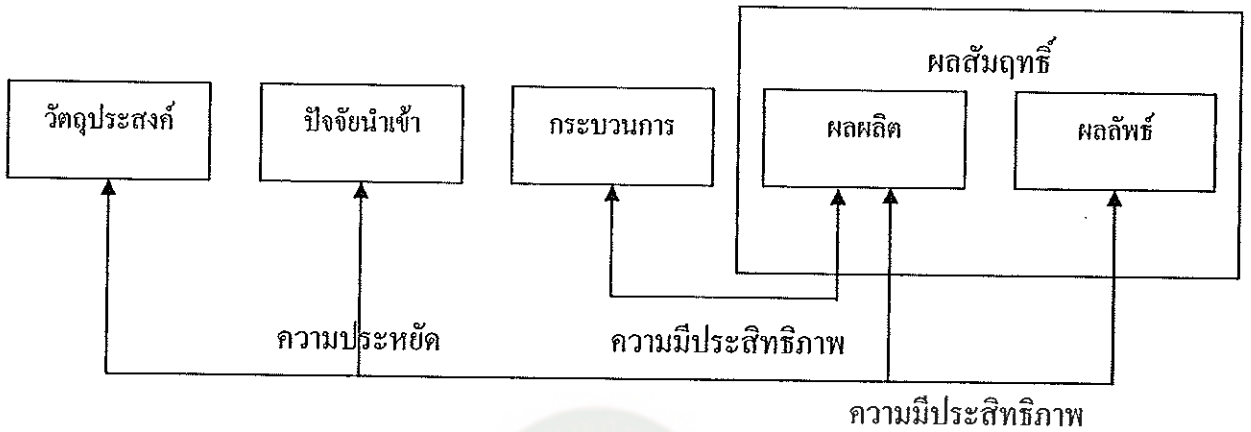 ผลสัมฤทธิ์
วัตถุประสงค์
ปัจจัยนำเข้า
กระบวนการ
ผลผลิต
ผลลัพธ์
ความประหยัด
ความมีประสิทธิภาพ
ความมีประสิทธิภาพ